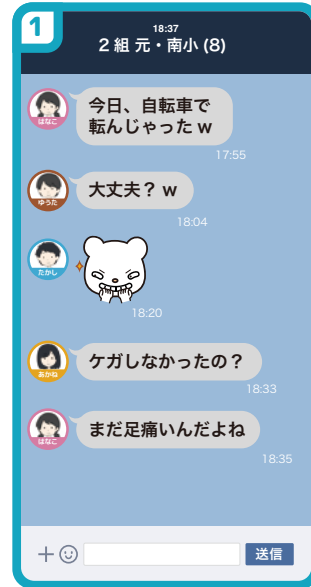 1
18:37
2組 元・南小 (8)
今日、自転車で
転んじゃったw
はなこ
17:55
大丈夫?w
ゆうた
18:04
たかし
18:20
ケガしなかったの?
あかね
18:33
まだ足痛いんだよね
はなこ
18:35
送信